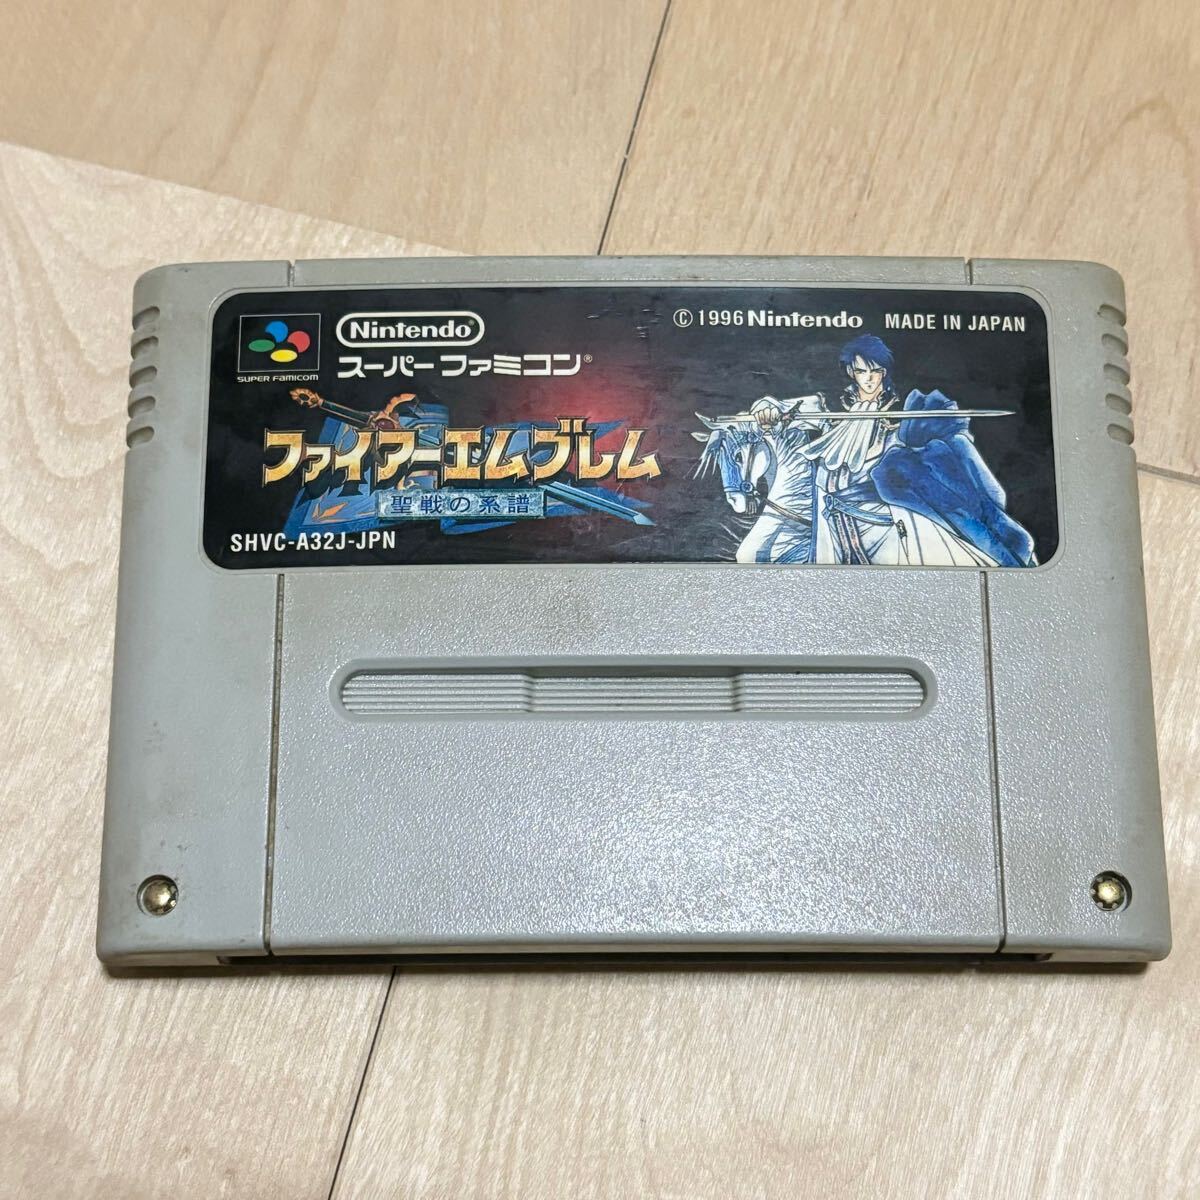 SUPER FAMICOM
Nintendo
スーパーファミコン®
© 1996 Nintendo MADE IN JAPAN
ファイアーエムブレム
聖戦の系譜
SHVC-A32J-JPN